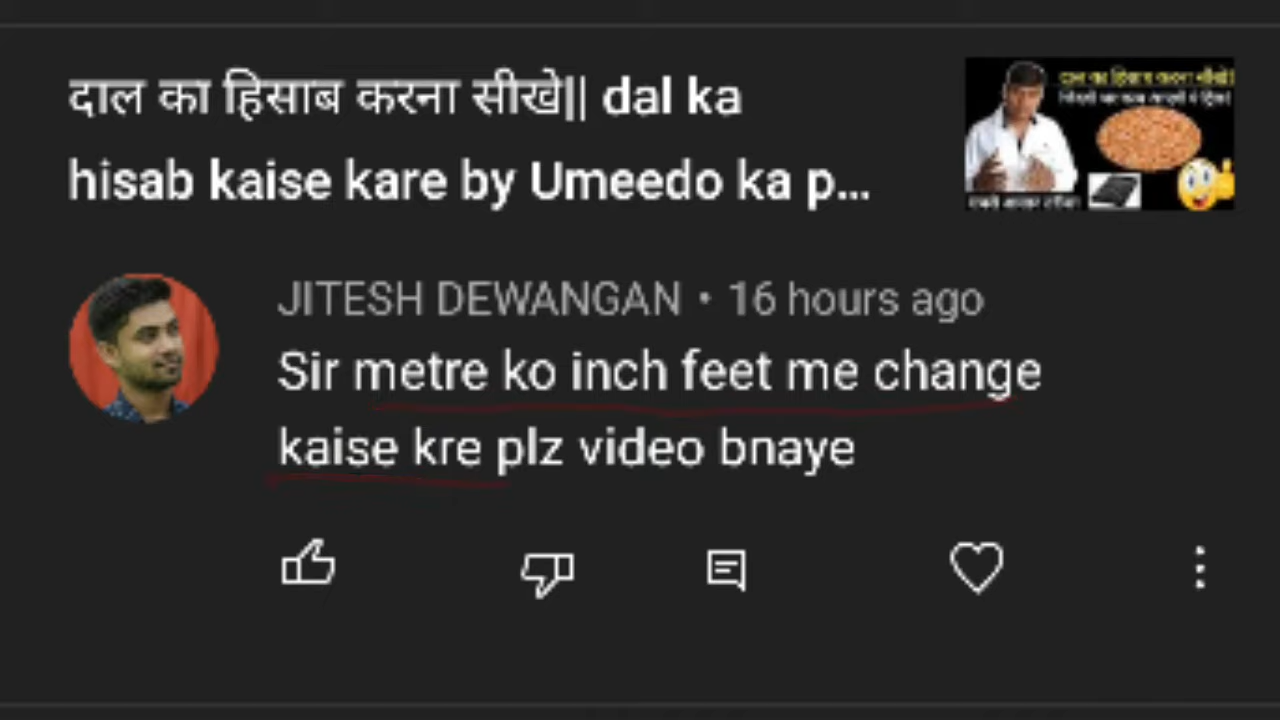 दाल का हिसाब करना सीखे|| dal ka
hisab kaise kare by Umeedo ka p...
दाल का हिसाब करना सीखे।
JITESH DEWANGAN • 16 hours ago
Sir metre ko inch feet me change
kaise kre plz video bnaye